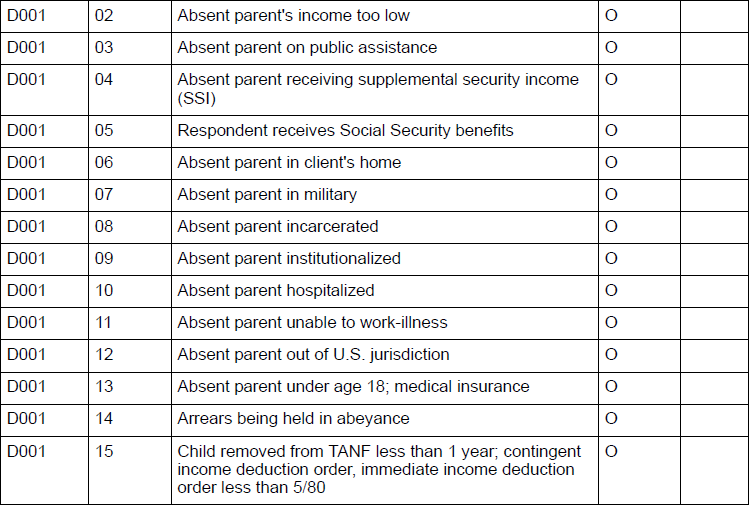 D001 02 Absent parent's income too low O
D001 03 Absent parent on public assistance O
D001 04 Absent parent receiving supplemental security income O
(SSI)
D001 05 Respondent receives Social Security benefits O
D001 06 Absent parent in client's home O
D001 07 Absent parent in military O
D001 08 Absent parent incarcerated O
D001 09 Absent parent institutionalized O
D001 10 Absent parent hospitalized O
D001 11 Absent parent unable to work-illness O
D001 12 Absent parent out of U.S. jurisdiction O
D001 13 Absent parent under age 18; medical insurance O
D001 14 Arrears being held in abeyance O
D001 15 Child removed from TANF less than 1 year; contingent O
income deduction order, immediate income deduction
order less than 5/80